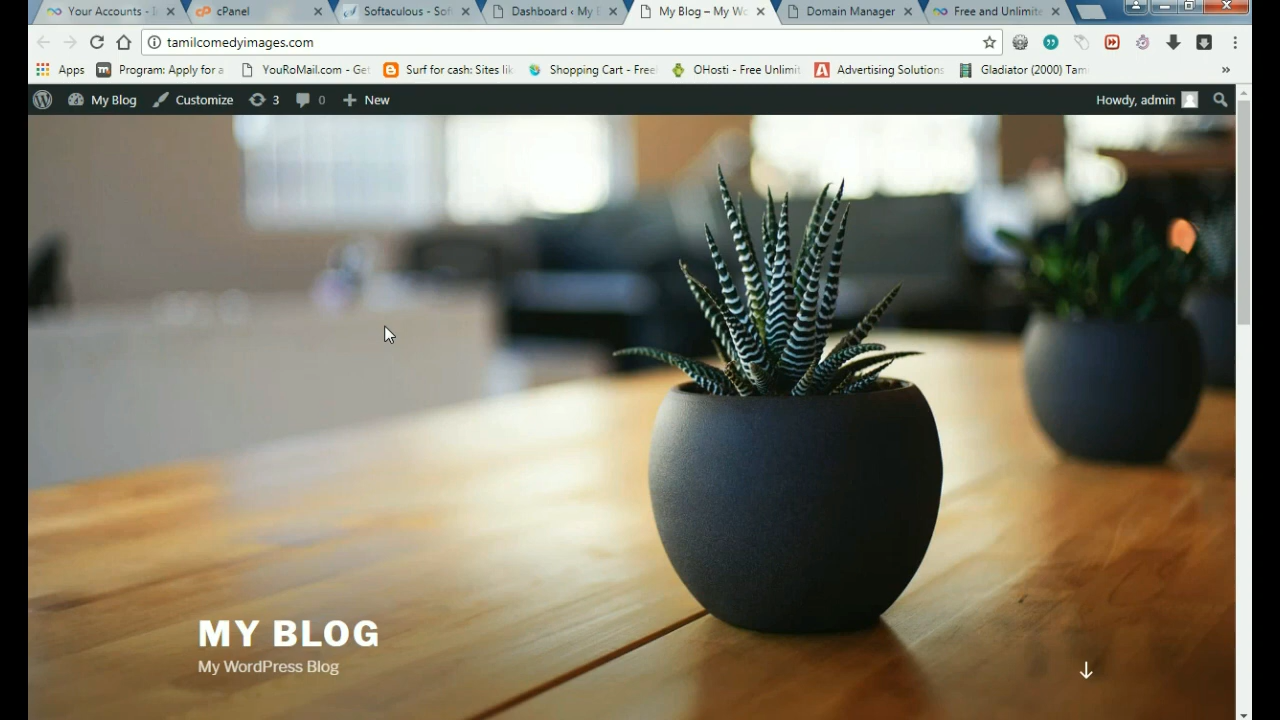 Your Accounts - cPanel Softaculous - Sof Dashboard ‹ My My Blog – My Wo Domain Manager Free and Unlimite
tamilcomedyimages.com
Apps Program: Apply for a YouRoMail.com - Get Surf for cash: Sites lik Shopping Cart - Free OHosti - Free Unlimit Advertising Solutions Gladiator (2000) Tam »
My Blog Customize 3 0 New Howdy, admin
MY BLOG
My WordPress Blog